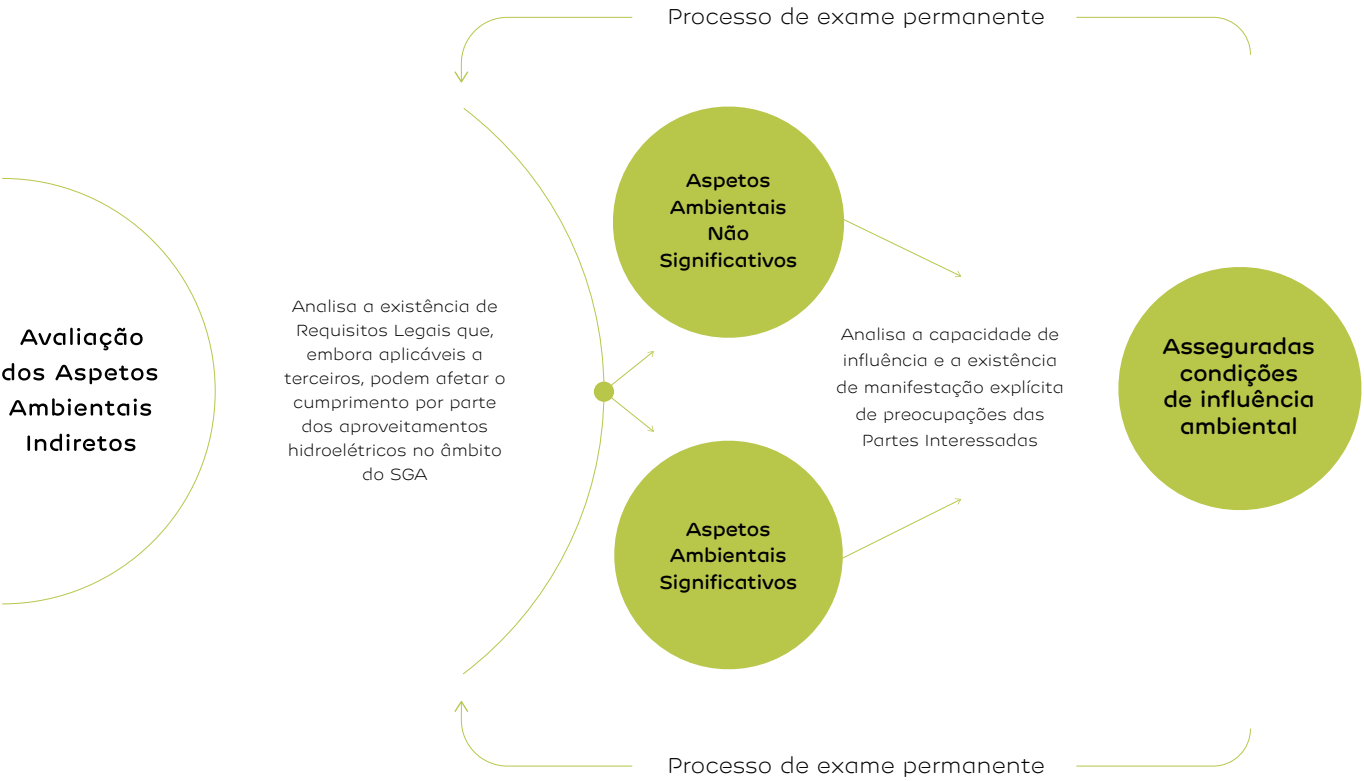 Processo de exame permanente
Avaliação
dos Aspetos
Ambientais
Indiretos
Analisa a existência de
Requisitos Legais que,
embora aplicáveis a
terceiros, podem afetar o
cumprimento por parte
dos aproveitamentos
hidroelétricos no âmbito
do SGA
Aspetos
Ambientais
Não
Significativos
Aspetos
Ambientais
Significativos
Analisa a capacidade de
influência e a existência
de manifestação explícita
de preocupações das
Partes Interessadas
Asseguradas
condições
de influência
ambiental
Processo de exame permanente